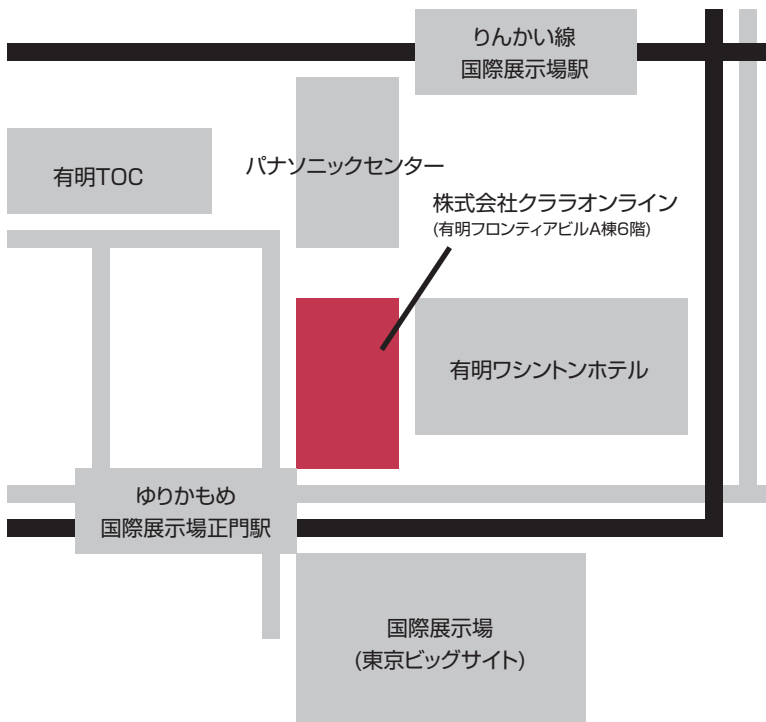 りんかい線
国際展示場駅
パナソニックセンター
有明TOC
株式会社クララオンライン
(有明フロンティアビルA棟6階)
有明ワシントンホテル
ゆりかもめ
国際展示場正門駅
国際展示場
(東京ビッグサイト)